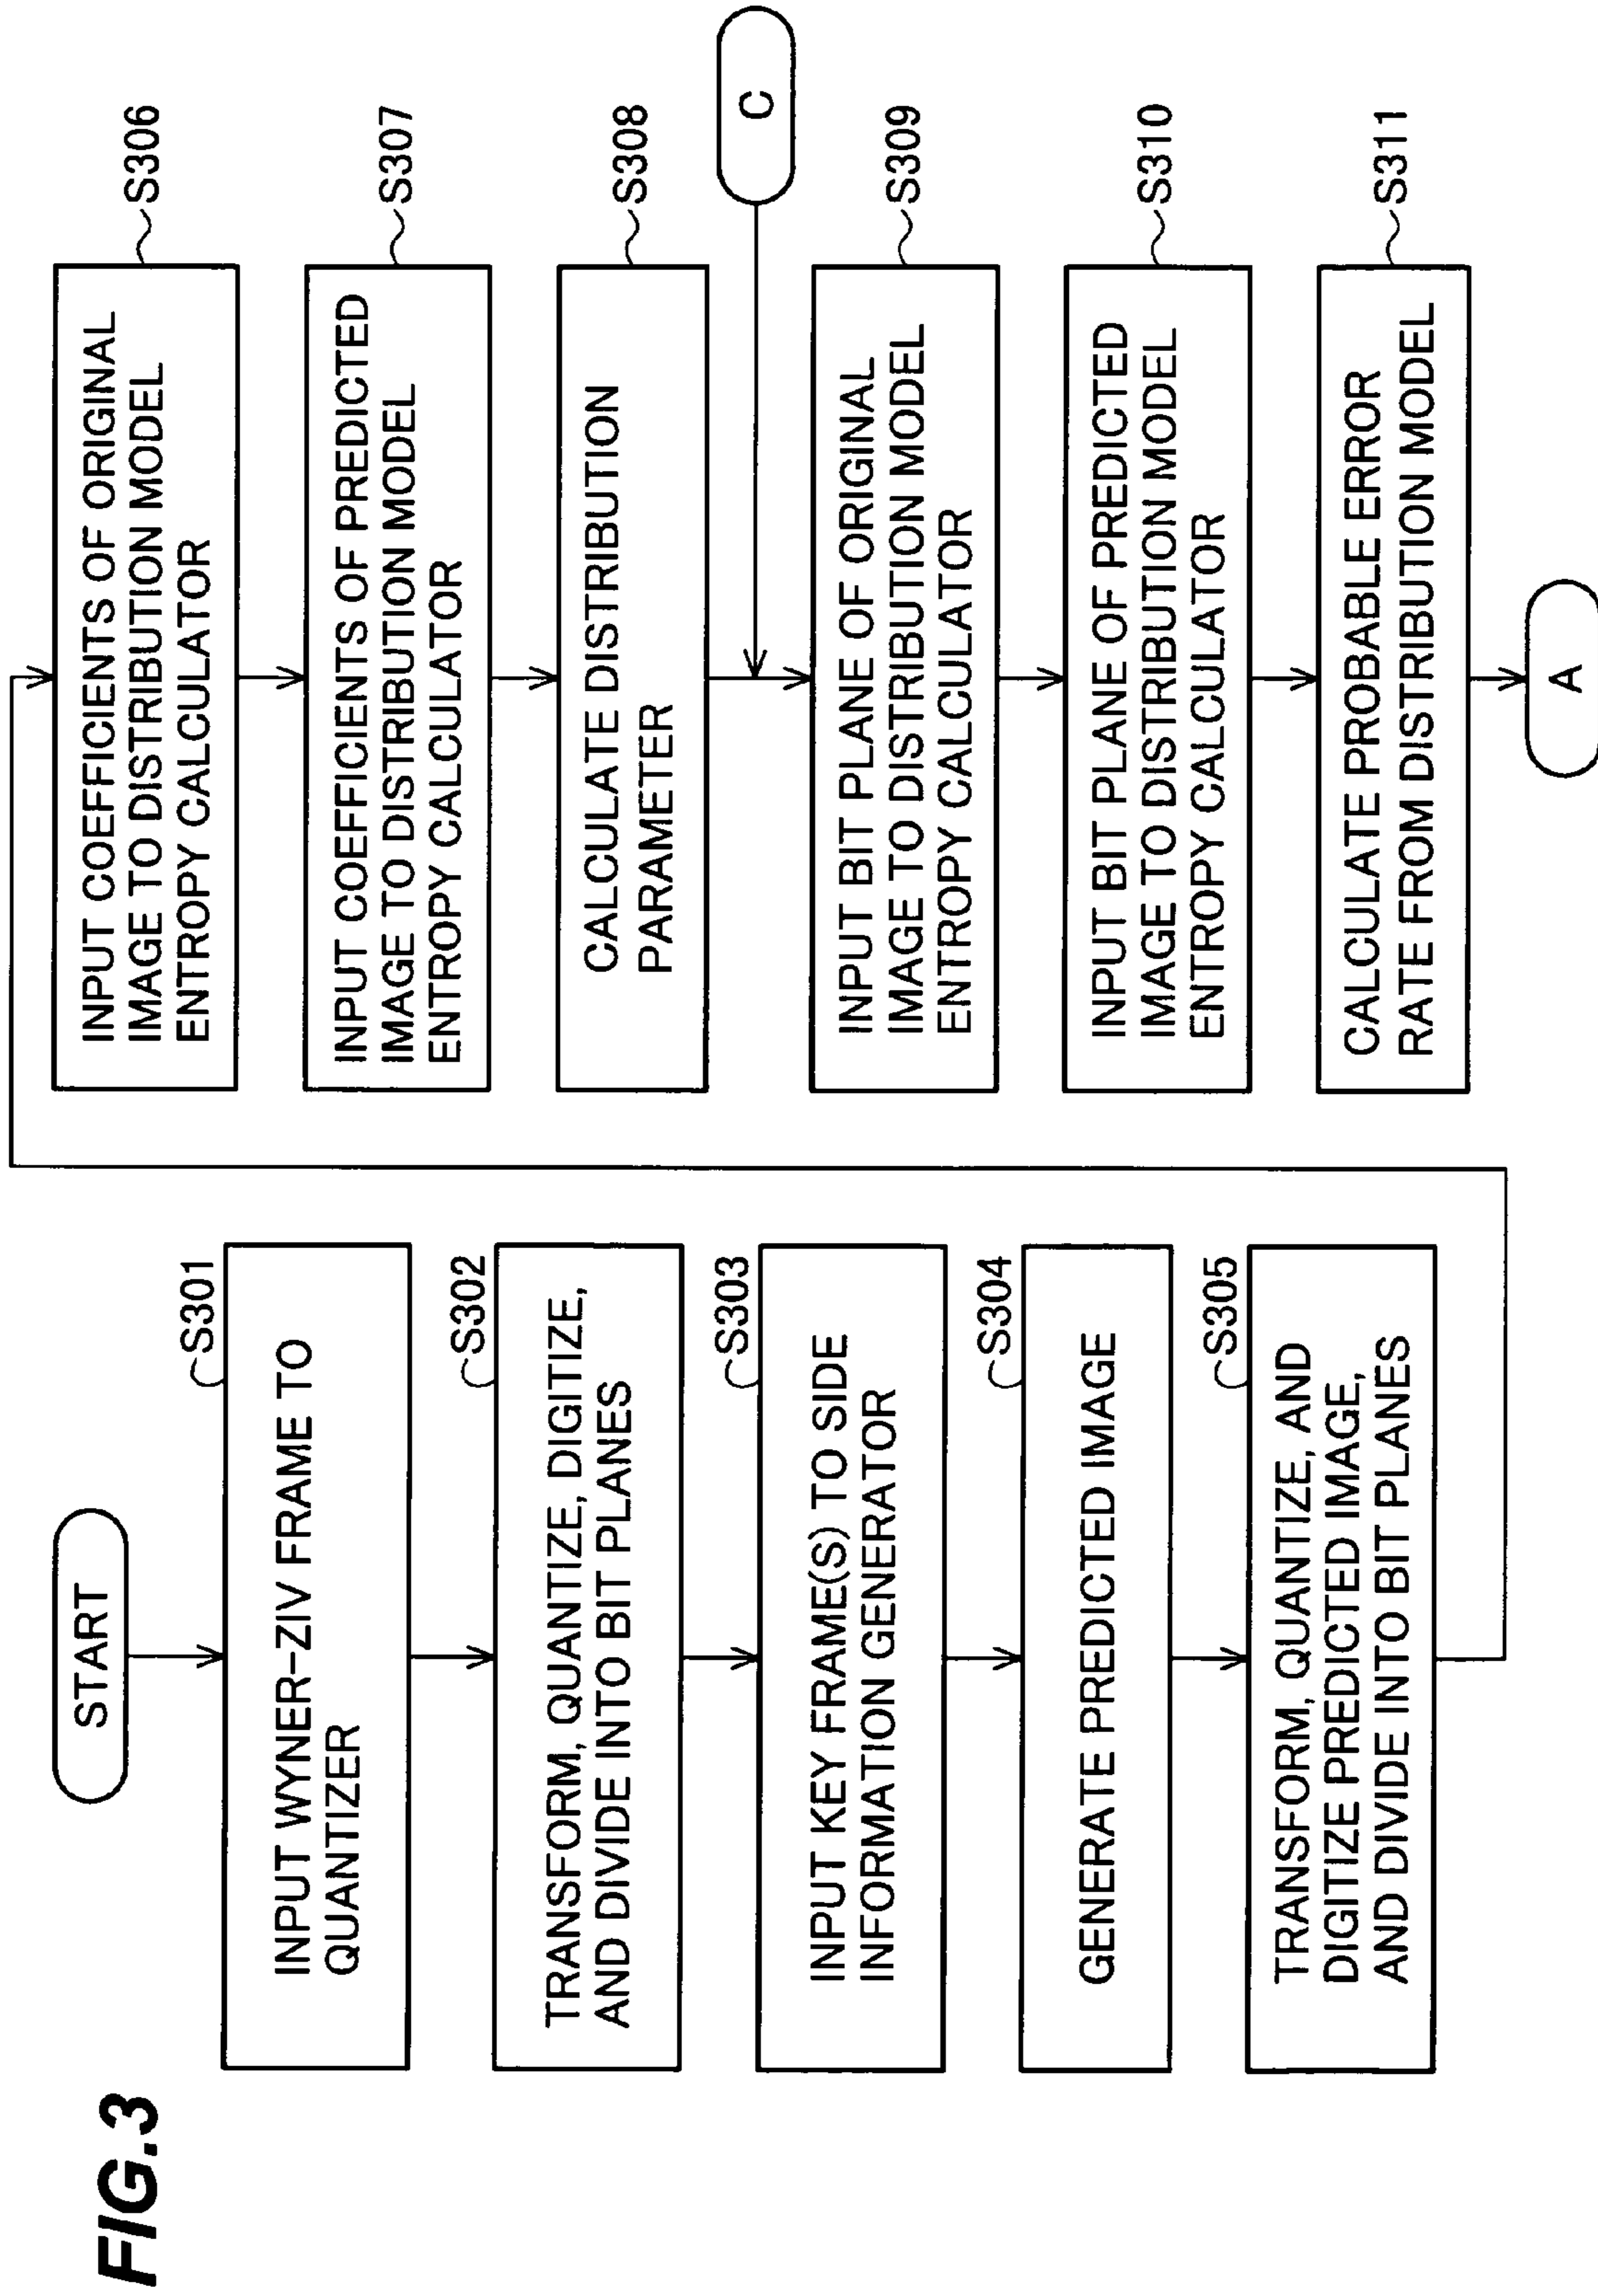 FIG.3
START
S301
INPUT WYNER-ZIV FRAME TO
QUANTIZER
S302
TRANSFORM, QUANTIZE, DIGITIZE,
AND DIVIDE INTO BIT PLANES
S303
INPUT KEY FRAME(S) TO SIDE
INFORMATION GENERATOR
S304
GENERATE PREDICTED IMAGE
S305
TRANSFORM, QUANTIZE, AND
DIGITIZE PREDICTED IMAGE,
AND DIVIDE INTO BIT PLANES
S306
INPUT COEFFICIENTS OF ORIGINAL
IMAGE TO DISTRIBUTION MODEL
ENTROPY CALCULATOR
S307
INPUT COEFFICIENTS OF PREDICTED
IMAGE TO DISTRIBUTION MODEL
ENTROPY CALCULATOR
S308
CALCULATE DISTRIBUTION
PARAMETER
C
S309
INPUT BIT PLANE OF ORIGINAL
IMAGE TO DISTRIBUTION MODEL
ENTROPY CALCULATOR
S310
INPUT BIT PLANE OF PREDICTED
IMAGE TO DISTRIBUTION MODEL
ENTROPY CALCULATOR
S311
CALCULATE PROBABLE ERROR
RATE FROM DISTRIBUTION MODEL
A